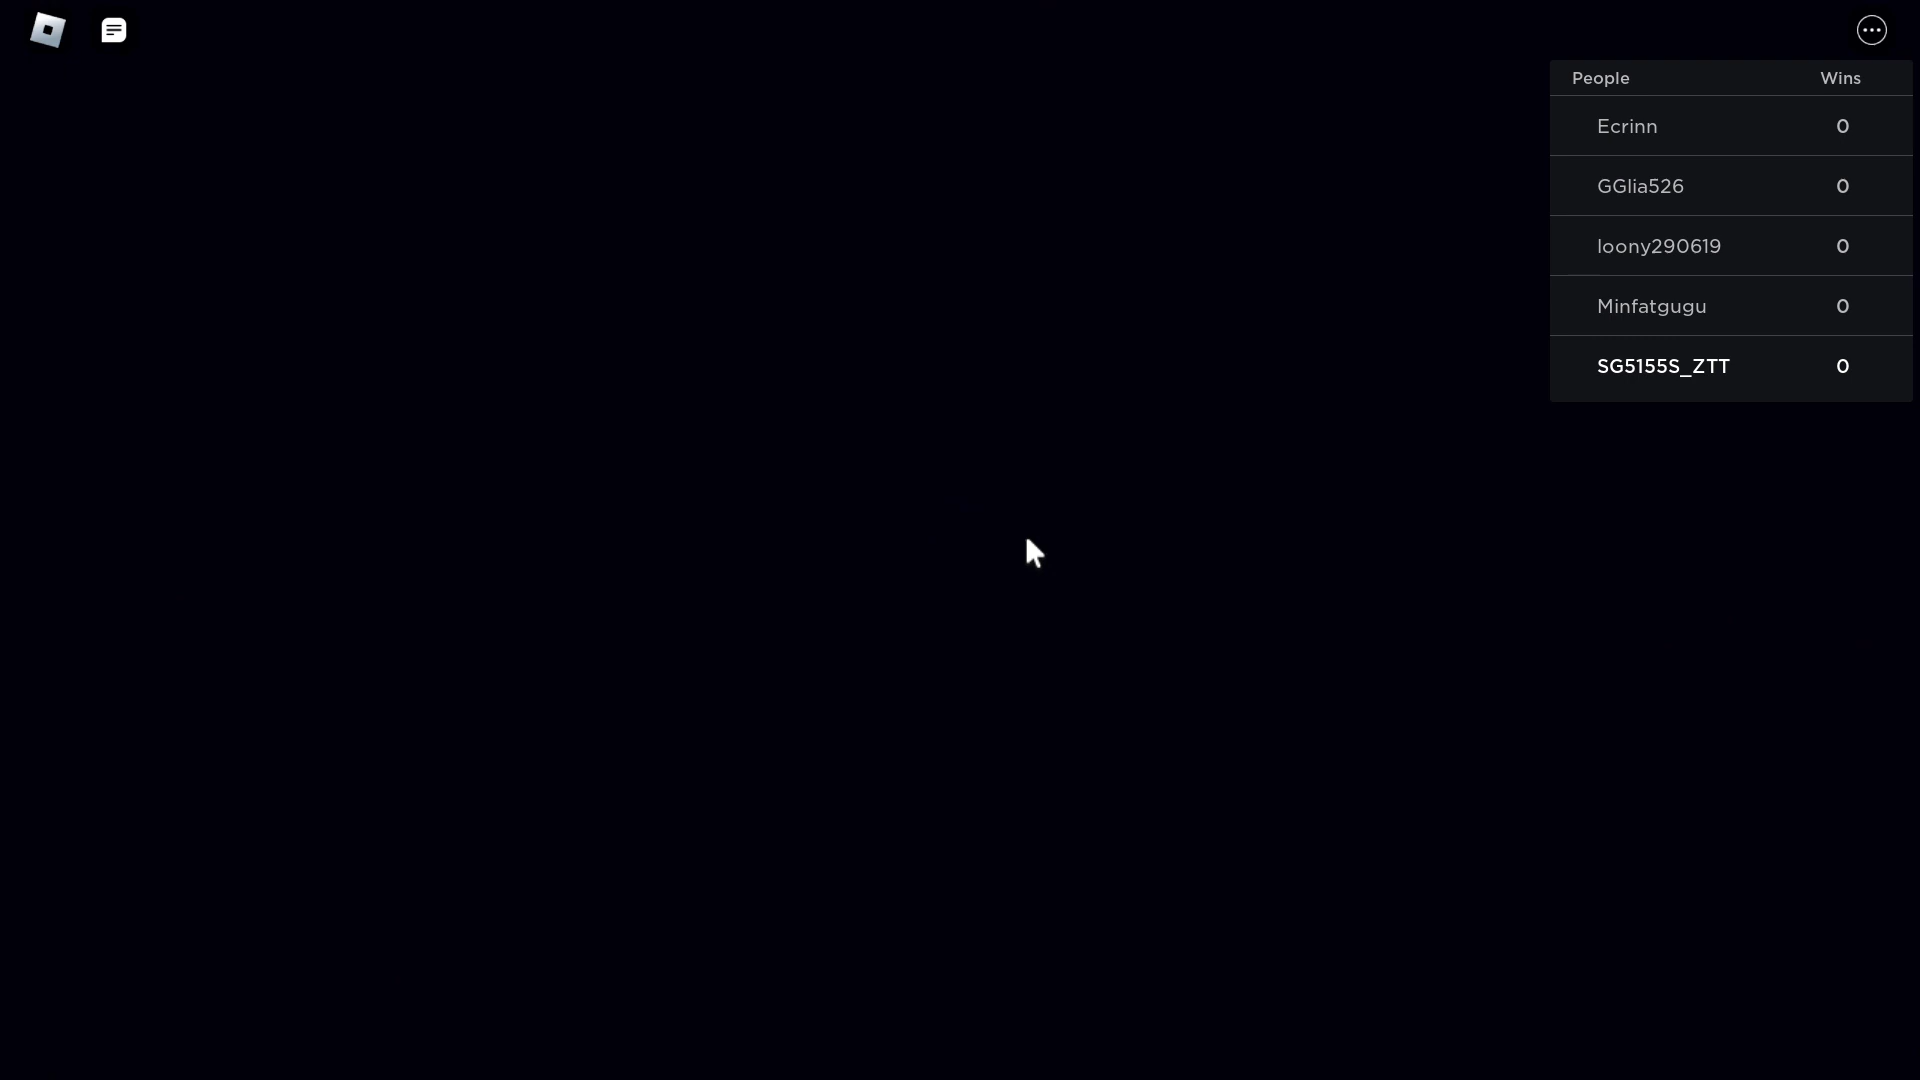 People Wins
Ecrinn 0
GGlia526 0
loony290619 0
Minfatgugu 0
SG5155S_ZTT 0